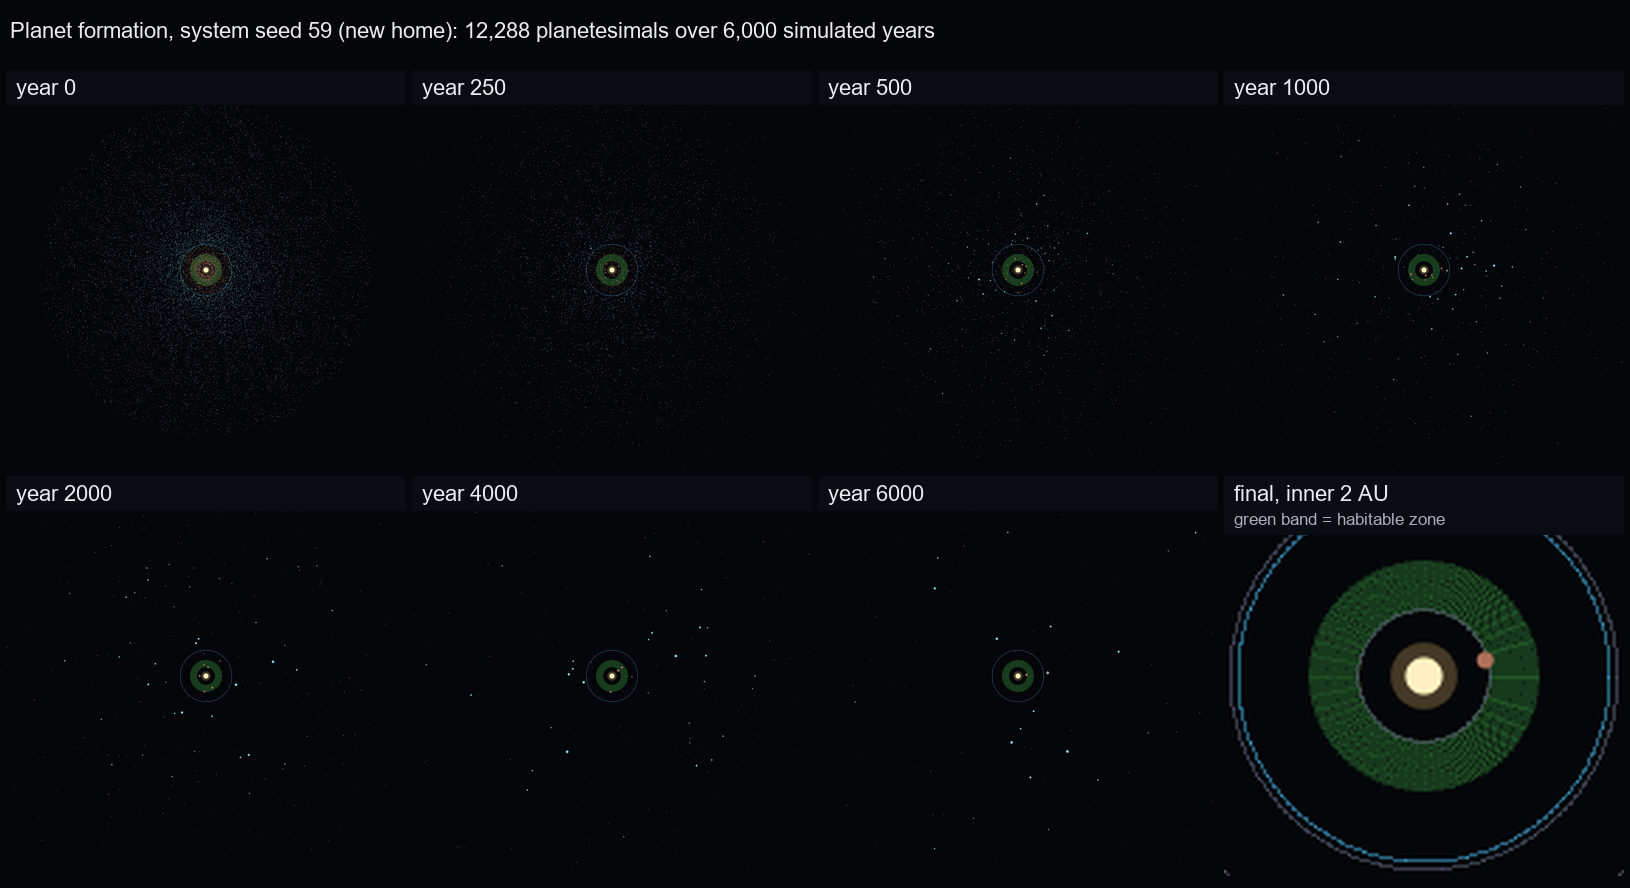 Planet formation, system seed 59 (new home): 12,288 planetesimals over 6,000 simulated years
year 0
year 250
year 500
year 1000
year 2000
year 4000
year 6000
final, inner 2 AU
green band = habitable zone